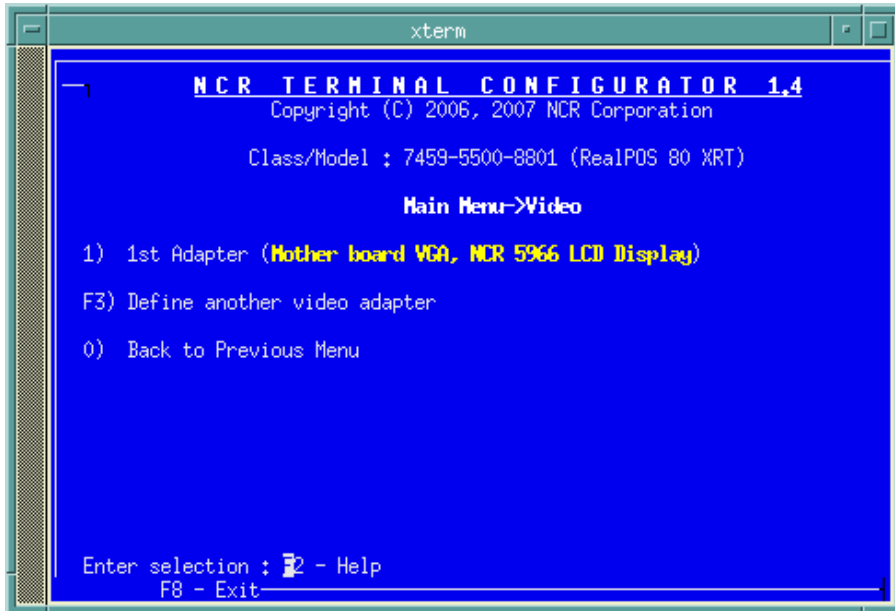 xterm
NCR TERMINAL CONFIGURATOR 1.4
Copyright (C) 2006, 2007 NCR Corporation
Class/Model : 7459-5500-8801 (RealPOS 80 XRT)
Main Menu->Video
1) 1st Adapter (Mother board VGA, NCR 5966 LCD Display)
F3) Define another video adapter
0) Back to Previous Menu
Enter selection : F2 - Help
F8 - Exit